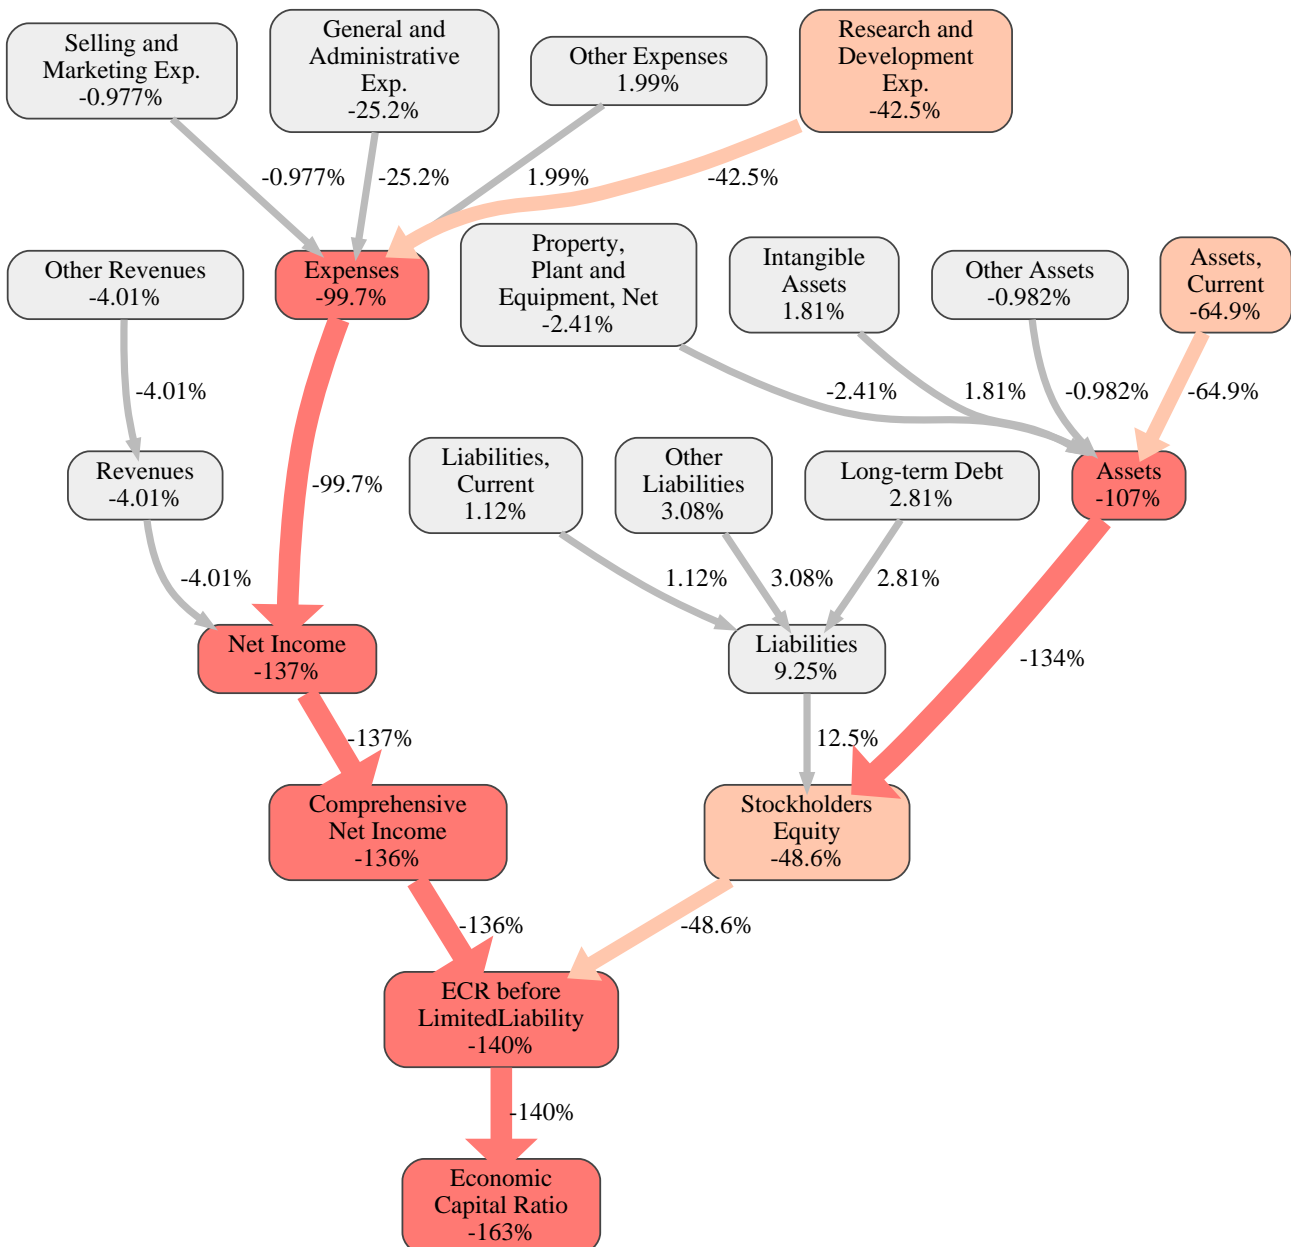 Selling and
Marketing Exp.
-0.977%
General and
Administrative
Exp.
-25.2%
Other Expenses
1.99%
Research and
Development
Exp.
-42.5%
-0.977%
-25.2%
1.99%
-42.5%
Other Revenues
-4.01%
Expenses
-99.7%
Property,
Plant and
Equipment, Net
-2.41%
Intangible
Assets
1.81%
Other Assets
-0.982%
Assets,
Current
-64.9%
-4.01%
-99.7%
-2.41%
1.81%
-0.982%
-64.9%
Revenues
-4.01%
Liabilities,
Current
1.12%
Other
Liabilities
3.08%
Long-term Debt
2.81%
Assets
-107%
-4.01%
1.12%
3.08%
2.81%
-134%
Net Income
-137%
Liabilities
9.25%
-137%
12.5%
Comprehensive
Net Income
-136%
Stockholders
Equity
-48.6%
-136%
-48.6%
ECR before
LimitedLiability
-140%
-140%
Economic
Capital Ratio
-163%